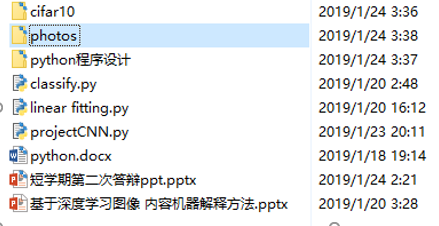 cifar10 2019/1/24 3:36
photos 2019/1/24 3:38
python程序设计 2019/1/24 3:37
classify.py 2019/1/20 2:48
linear fitting.py 2019/1/20 16:12
projectCNN.py 2019/1/23 20:11
python.docx 2019/1/18 19:14
短学期第二次答辩ppt.pptx 2019/1/24 2:21
基于深度学习图像 内容机器解释方法.pptx 2019/1/20 3:28